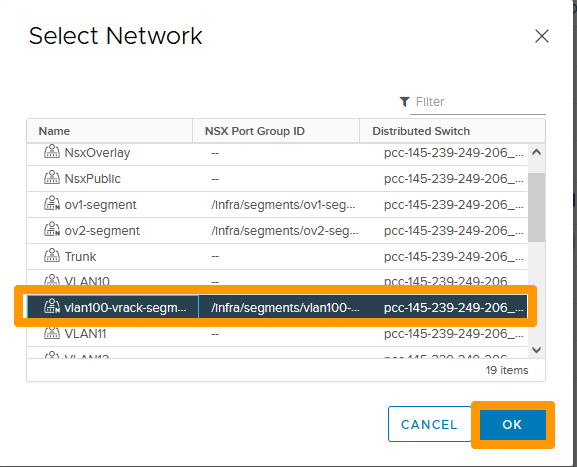 Select Network
Filter
Name NSX Port Group ID Distributed Switch
NsxOverlay -- pcc-145-239-249-206_...
NsxPublic -- pcc-145-239-249-206_...
ov1-segment /infra/segments/ov1-seg... pcc-145-239-249-206_...
ov2-segment /infra/segments/ov2-seg... pcc-145-239-249-206_...
Trunk -- pcc-145-239-249-206_...
VLAN10 -- pcc-145-239-249-206_...
vlan100-vrack-segm... /infra/segments/vlan100-... pcc-145-239-249-206_...
VLAN11 -- pcc-145-239-249-206_...
19 items
CANCEL OK